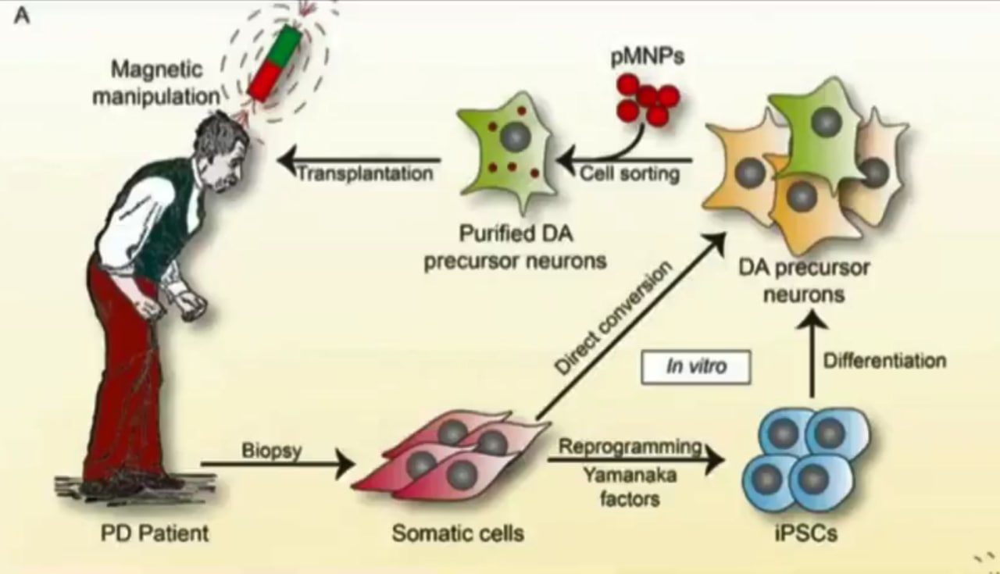 A
Magnetic
manipulation
pMNPs
Transplantation
Cell sorting
Purified DA
precursor neurons
DA precursor
neurons
Direct conversion
In vitro
Differentiation
Biopsy
Reprogramming
Yamanaka
factors
PD Patient
Somatic cells
iPSCs